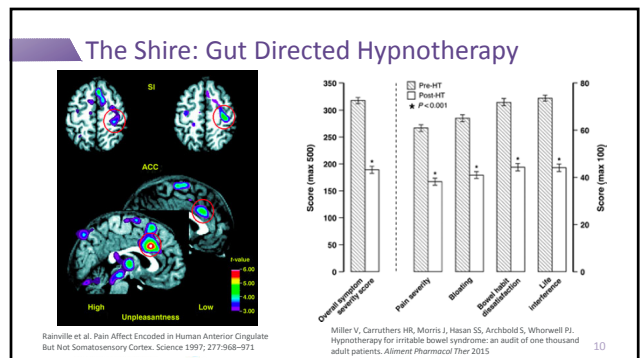 The Shire: Gut Directed Hypnotherapy
SI
ACC
t-value
6.00
5.00
4.00
3.00
High
Low
Unpleasantness
Rainville et al. Pain Affect Encoded in Human Anterior Cingulate
But Not Somatosensory Cortex. Science 1997; 277:968–971
Pre-HT
Post-HT
★ P < 0.001
Score (max 500)
350
300
250
200
150
100
50
0
*
*
*
*
*
80
60
40
20
0
Score (max 100)
Overall symptom
severity score
Pain severity
Bloating
Bowel habit
dissatisfaction
Life
interference
Miller V, Carruthers HR, Morris J, Hasan SS, Archbold S, Whorwell PJ.
Hypnotherapy for irritable bowel syndrome: an audit of one thousand
adult patients. Aliment Pharmacol Ther 2015
10